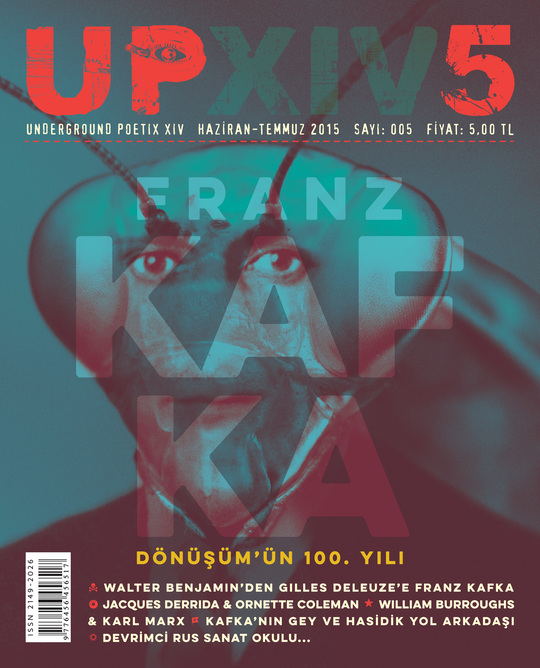 UPXIV5
UNDERGROUND POETIX XIV HAZİRAN-TEMMUZ 2015 SAYI: 005 FİYAT: 5,00 TL
FRANZ
KAF
KA
DÖNÜŞÜM'ÜN 100. YILI
WALTER BENJAMIN'DEN GILLES DELEUZE'E FRANZ KAFKA
JACQUES DERRIDA & ORNETTE COLEMAN ★ WILLIAM BURROUGHS
& KARL MARX KAFKA'NIN GEY VE HASİDİK YOL ARKADAŞI
DEVRİMCİ RUS SANAT OKULU...
ISSN 2149-2026
9776456456517